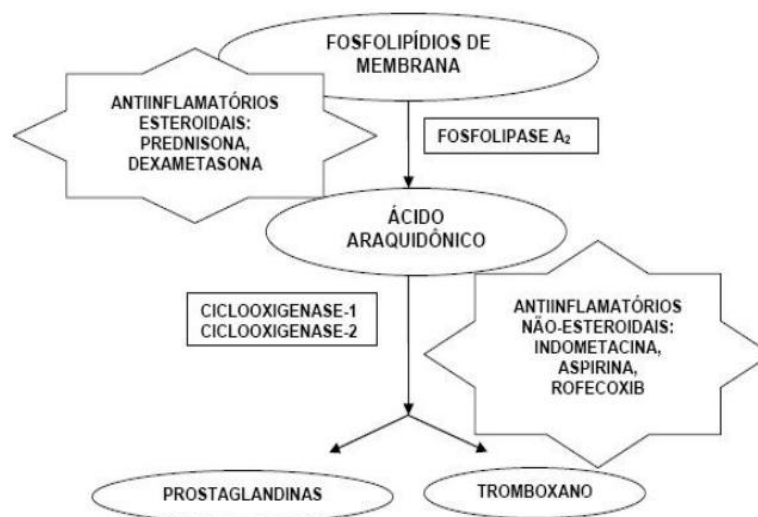 FOSFOLIPÍDIOS DE
MEMBRANA
ANTIINFLAMATÓRIOS
ESTEROIDAIS:
PREDNISONA,
DEXAMETASONA
FOSFOLIPASE A₂
ÁCIDO
ARAQUIDÔNICO
CICLOOXIGENASE-1
CICLOOXIGENASE-2
ANTIINFLAMATÓRIOS
NÃO-ESTEROIDAIS:
INDOMETACINA,
ASPIRINA,
ROFECOXIB
PROSTAGLANDINAS
TROMBOXANO